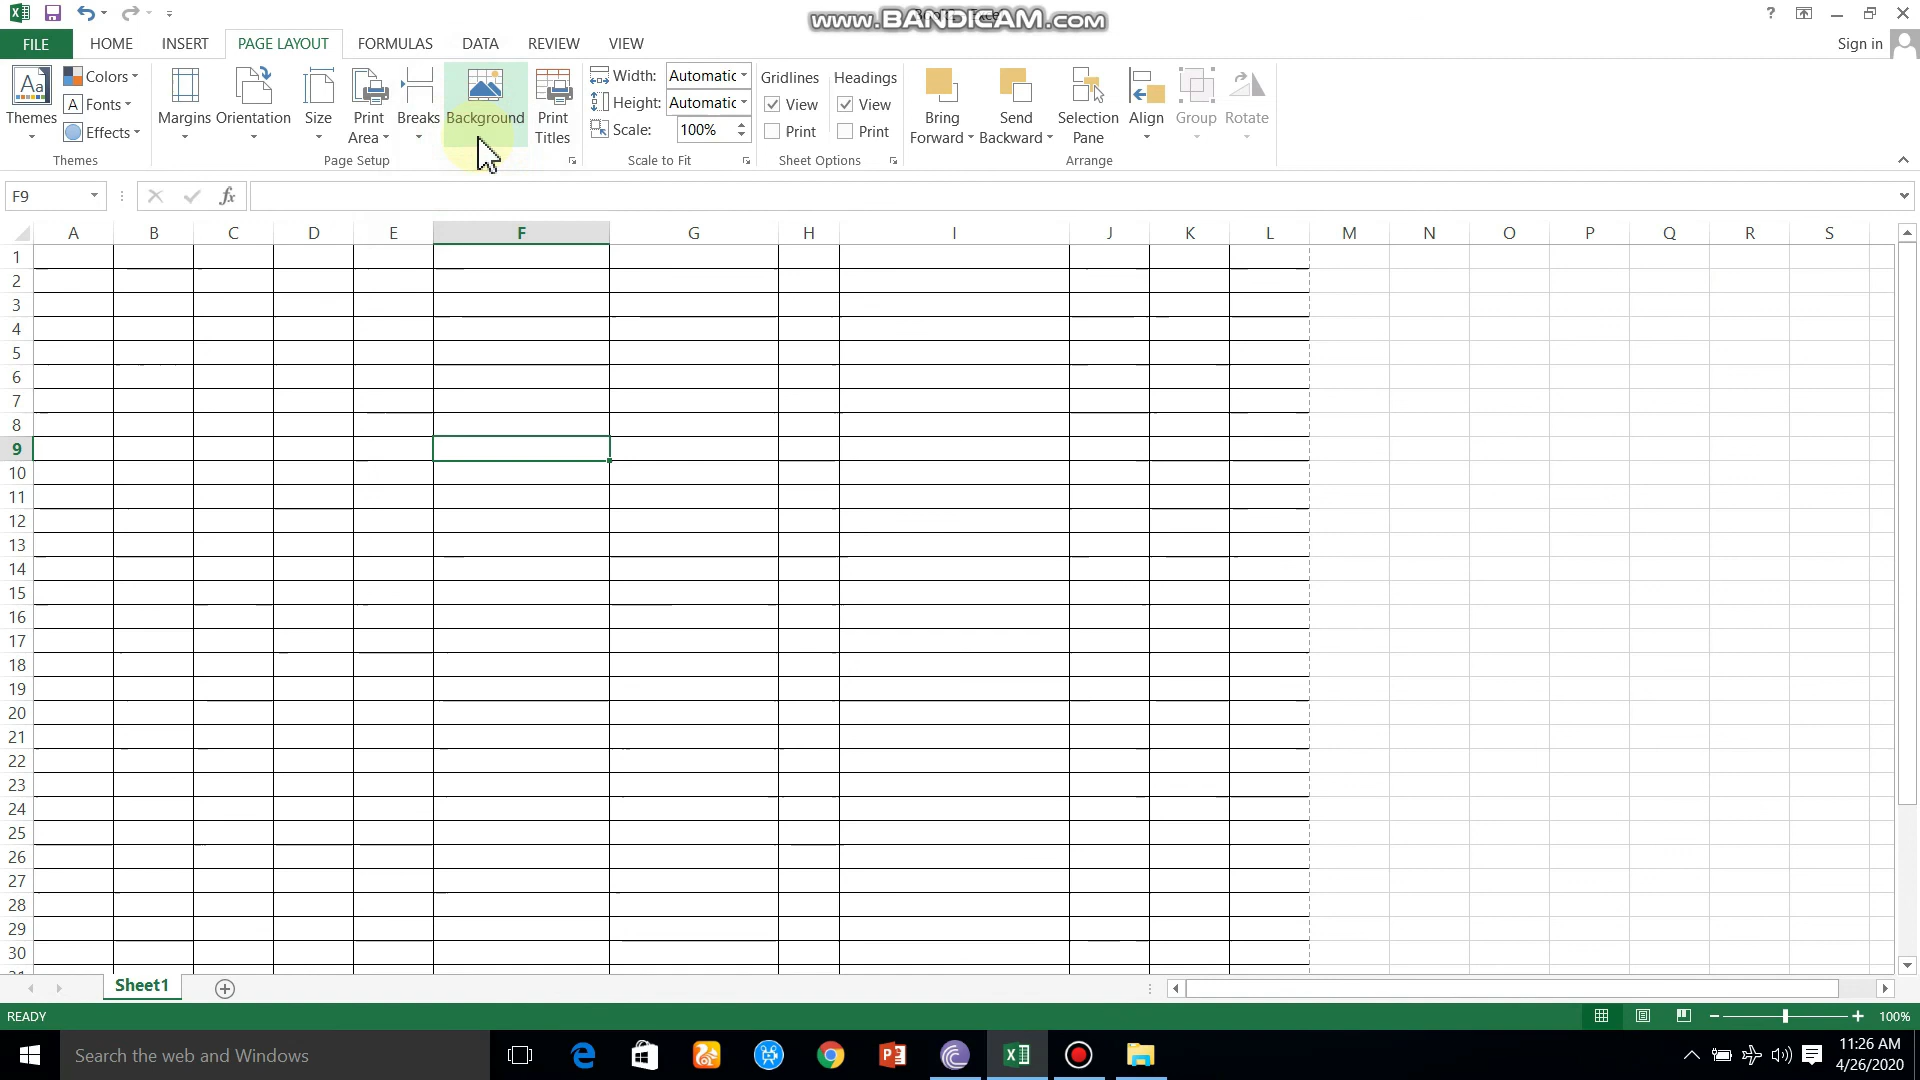 www.BANDICAM.com
FILE HOME INSERT PAGE LAYOUT FORMULAS DATA REVIEW VIEW Sign in
Themes Colors Fonts Effects
Themes
Margins Orientation Size Print Area Breaks Background Print Titles
Page Setup
Width: Automatic
Height: Automatic
Scale: 100%
Scale to Fit
Gridlines Headings
View View
Print Print
Sheet Options
Bring Forward Send Backward Selection Pane Align Group Rotate
Arrange
F9 fx
A B C D E F G H I J K L M N O P Q R S
1
2
3
4
5
6
7
8
9
10
11
12
13
14
15
16
17
18
19
20
21
22
23
24
25
26
27
28
29
30
Sheet1
READY 100%
Search the web and Windows
11:26 AM
4/26/2020